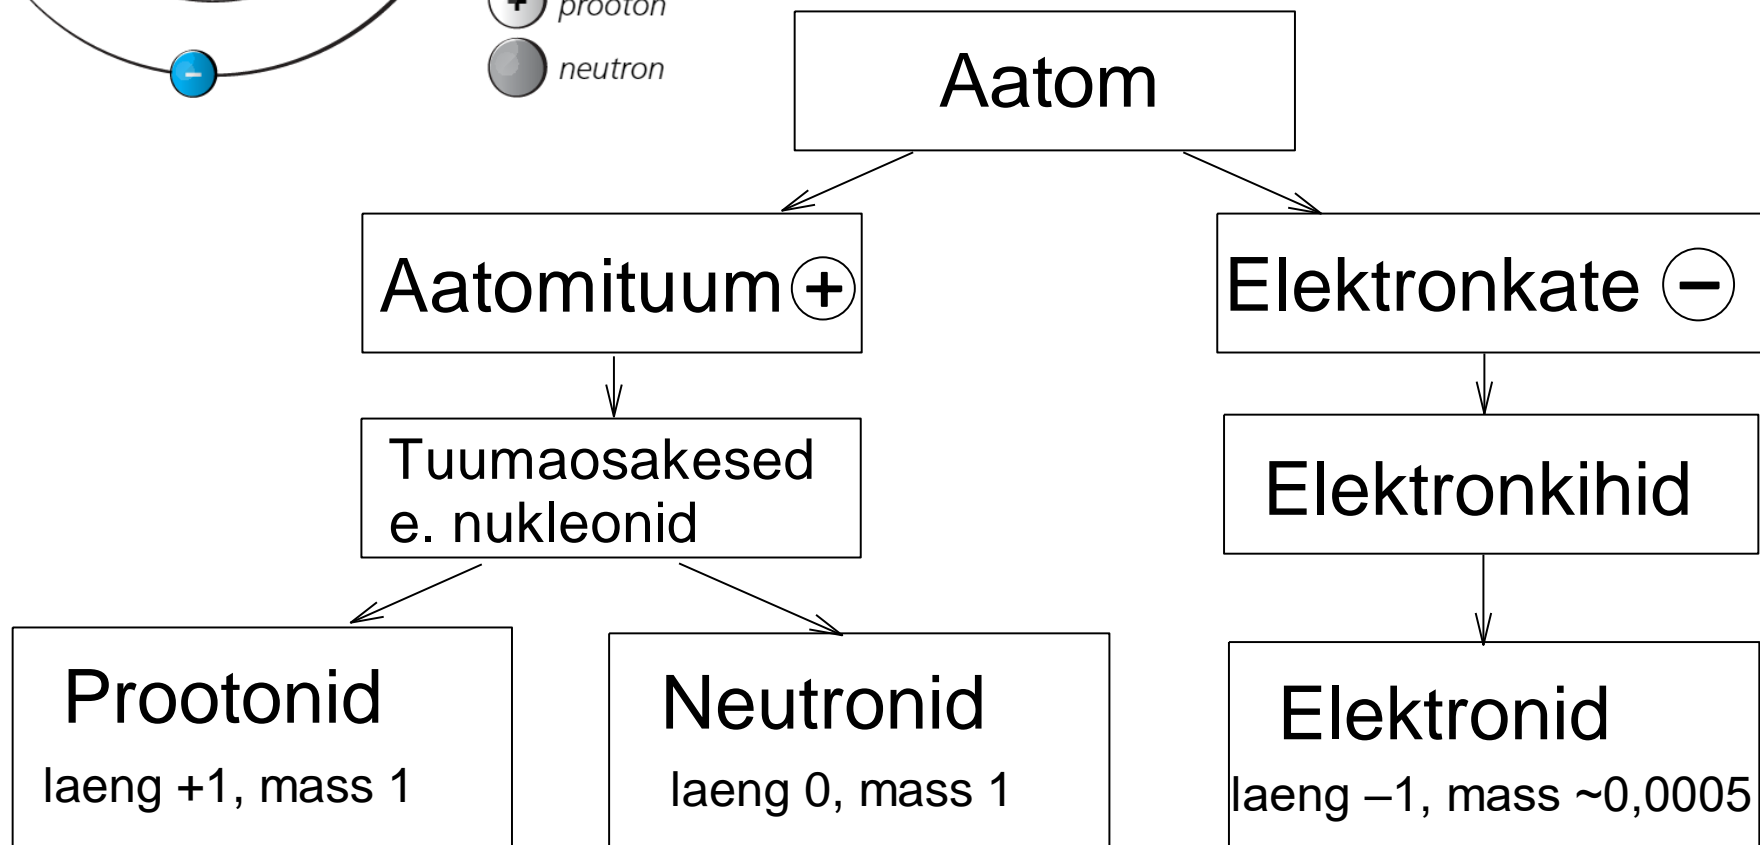 + prooton
- neutron
Aatom
Aatomituum +
Elektronkate –
Tuumaosakesed
e. nukleonid
Elektronkihid
Prootonid
laeng +1, mass 1
Neutronid
laeng 0, mass 1
Elektronid
laeng –1, mass ~0,0005